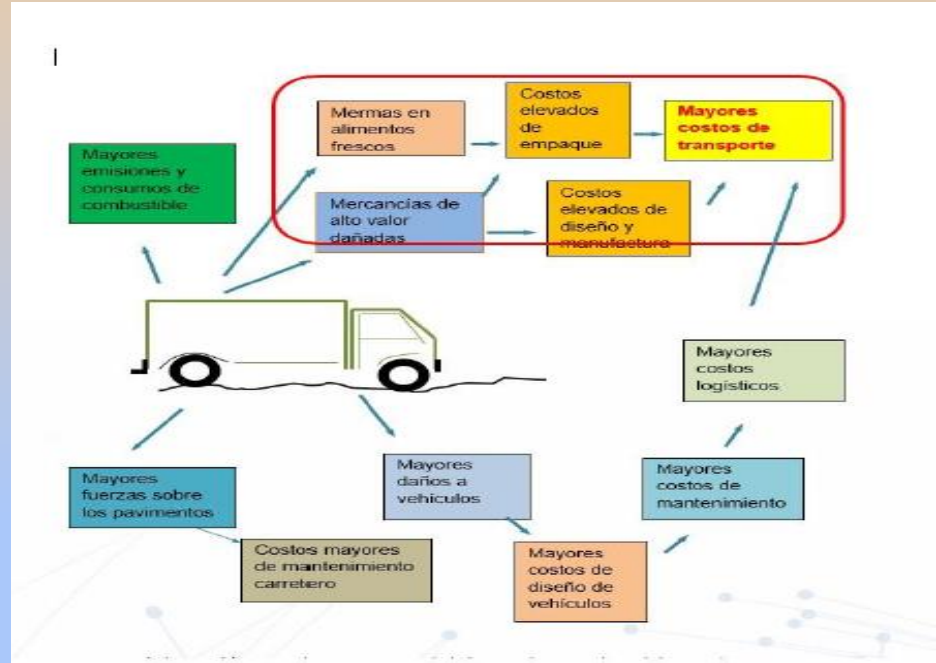 Mermas en
alimentos
frescos
Costos
elevados
de
empaque
Mayores
costos de
transporte
Mayores
emisiones y
consumos de
combustible
Mercancías de
alto valor
dañadas
Costos
elevados de
diseño y
manufactura
Mayores
costos
logísticos
Mayores
fuerzas sobre
los pavimentos
Mayores
daños a
vehículos
Mayores
costos de
mantenimiento
Costos mayores
de mantenimiento
carretero
Mayores
costos de
diseño de
vehículos